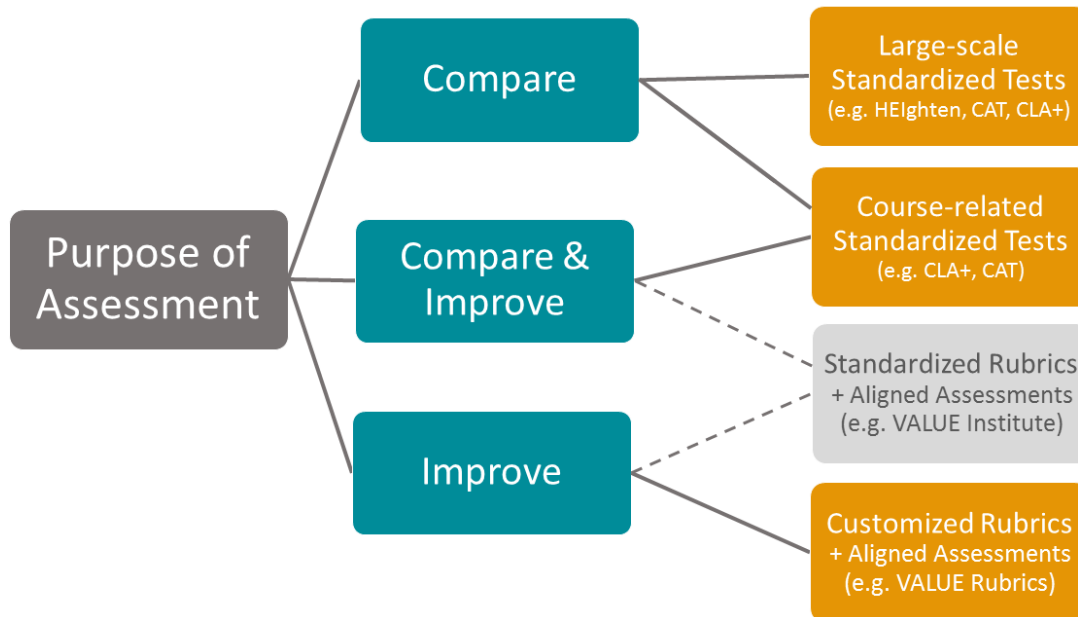 Purpose of
Assessment
Compare
Compare &
Improve
Improve
Large-scale
Standardized Tests
(e.g. HEIghten, CAT, CLA+)
Course-related
Standardized Tests
(e.g. CLA+, CAT)
Standardized Rubrics
+ Aligned Assessments
(e.g. VALUE Institute)
Customized Rubrics
+ Aligned Assessments
(e.g. VALUE Rubrics)